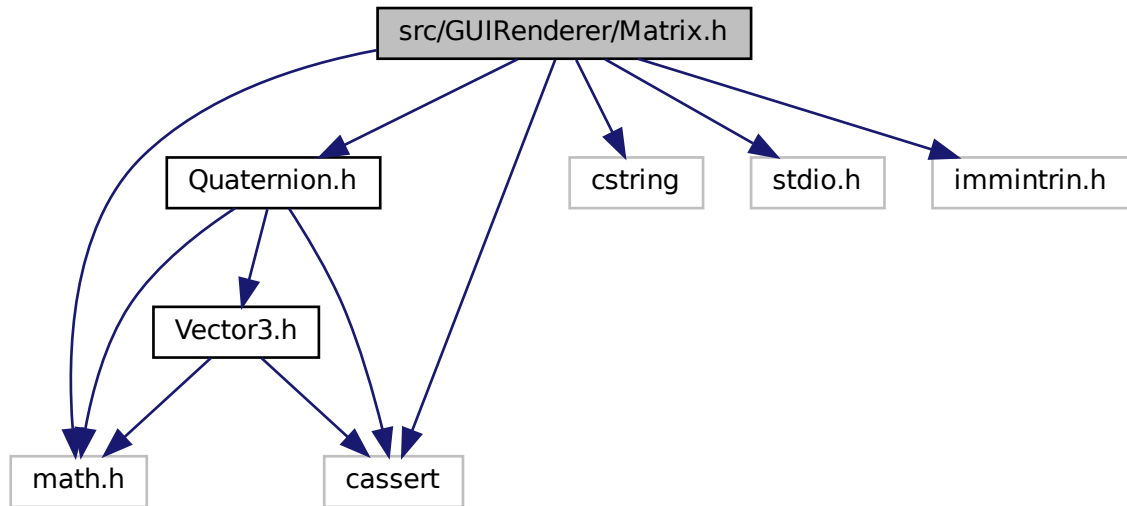 src/GUIRenderer/Matrix.h
Quaternion.h
cstring
stdio.h
immintrin.h
Vector3.h
math.h
cassert